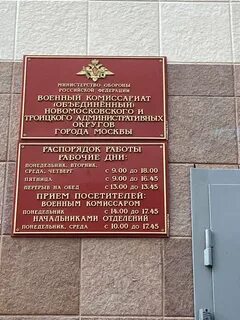 МИНИСТЕРСТВО ОБОРОНЫ
РОССИЙСКОЙ ФЕДЕРАЦИИ
ВОЕННЫЙ КОМИССАРИАТ
(ОБЪЕДИНЁННЫЙ)
НОВОМОСКОВСКОГО И
ТРОИЦКОГО АДМИНИСТРАТИВНЫХ
ОКРУГОВ
ГОРОДА МОСКВЫ
РАСПОРЯДОК РАБОТЫ
РАБОЧИЕ ДНИ:
ПОНЕДЕЛЬНИК, ВТОРНИК,
СРЕДА, ЧЕТВЕРГ с 9.00 до 18.00
ПЯТНИЦА с 9.00 до 16.45
ПЕРЕРЫВ НА ОБЕД с 13.00 до 13.45
ПРИЕМ ПОСЕТИТЕЛЕЙ:
ВОЕННЫМ КОМИССАРОМ
ПОНЕДЕЛЬНИК с 14.00 до 17.45
НАЧАЛЬНИКАМИ ОТДЕЛЕНИЙ
ПОНЕДЕЛЬНИК, СРЕДА с 10.00 до 17.45